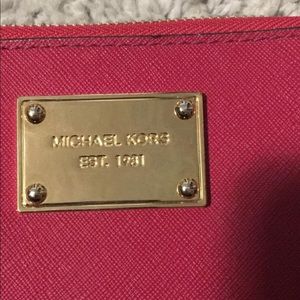 MICHAEL KORS
EST. 1981